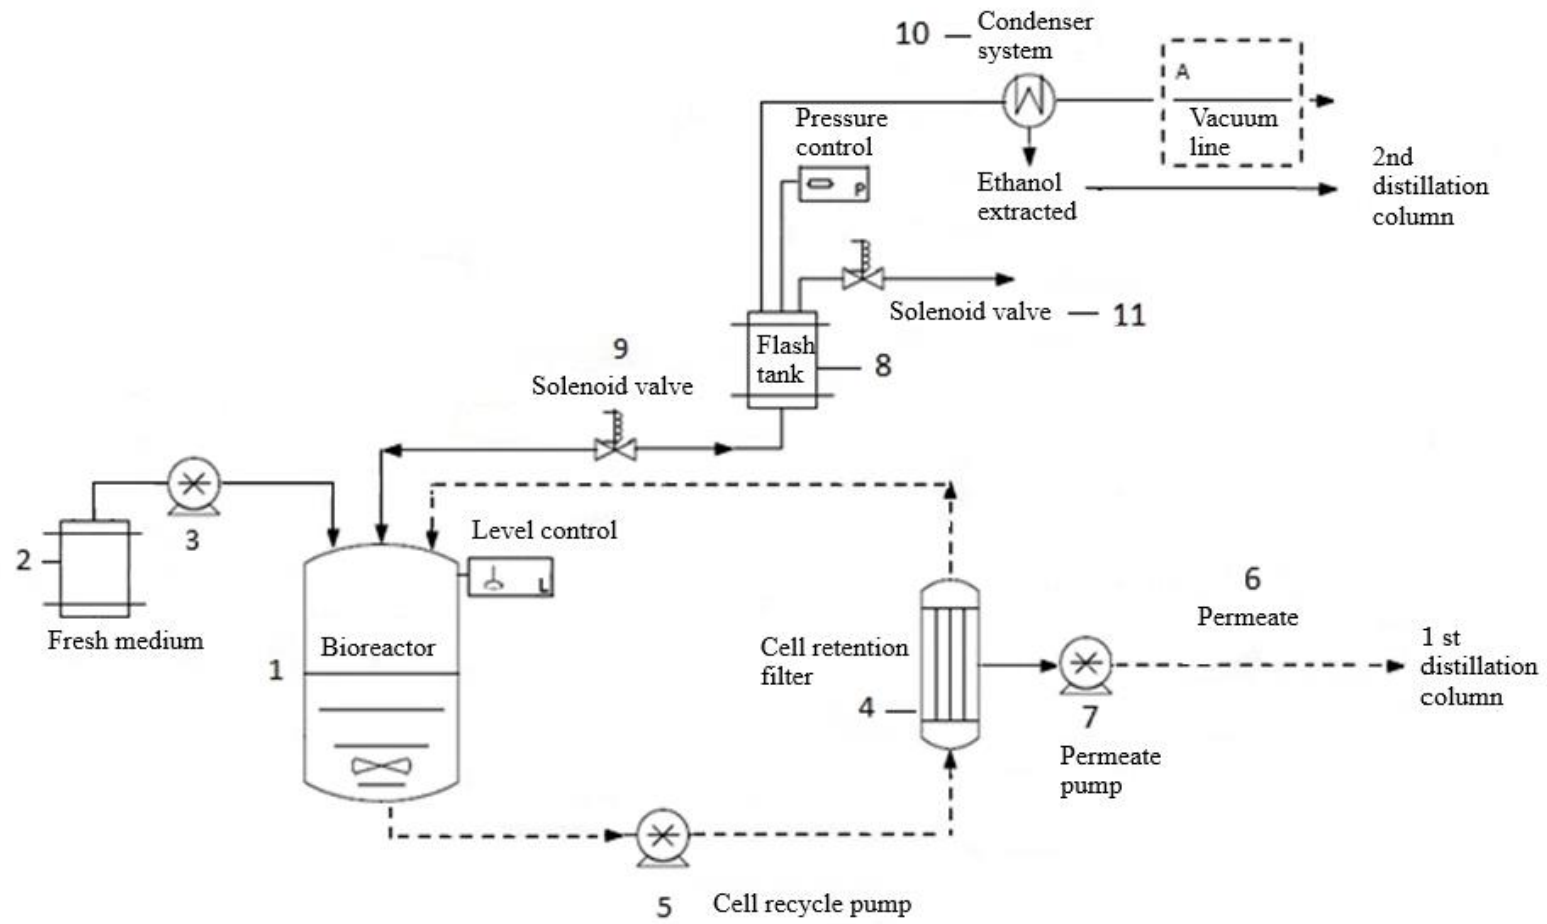 10
Condenser
system
A
Vacuum
line
Pressure
control
P
2nd
distillation
column
Ethanol
extracted
Solenoid valve
11
9
Solenoid valve
Flash
tank
8
3
2
Fresh medium
Level control
L
Bioreactor
1
Cell retention
filter
4
6
Permeate
1 st
distillation
column
7
Permeate
pump
5
Cell recycle pump